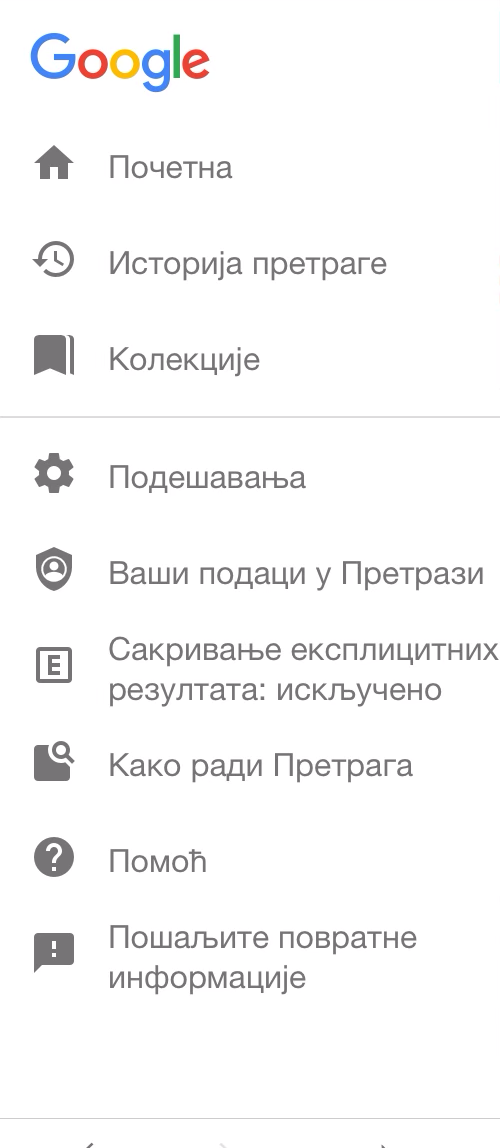 Google
Почетна
Историја претраге
Колекције
Подешавања
Ваши подаци у Претрази
Сакривање експлицитних
резултата: искључено
Како ради Претрага
Помоћ
Пошаљите повратне
информације